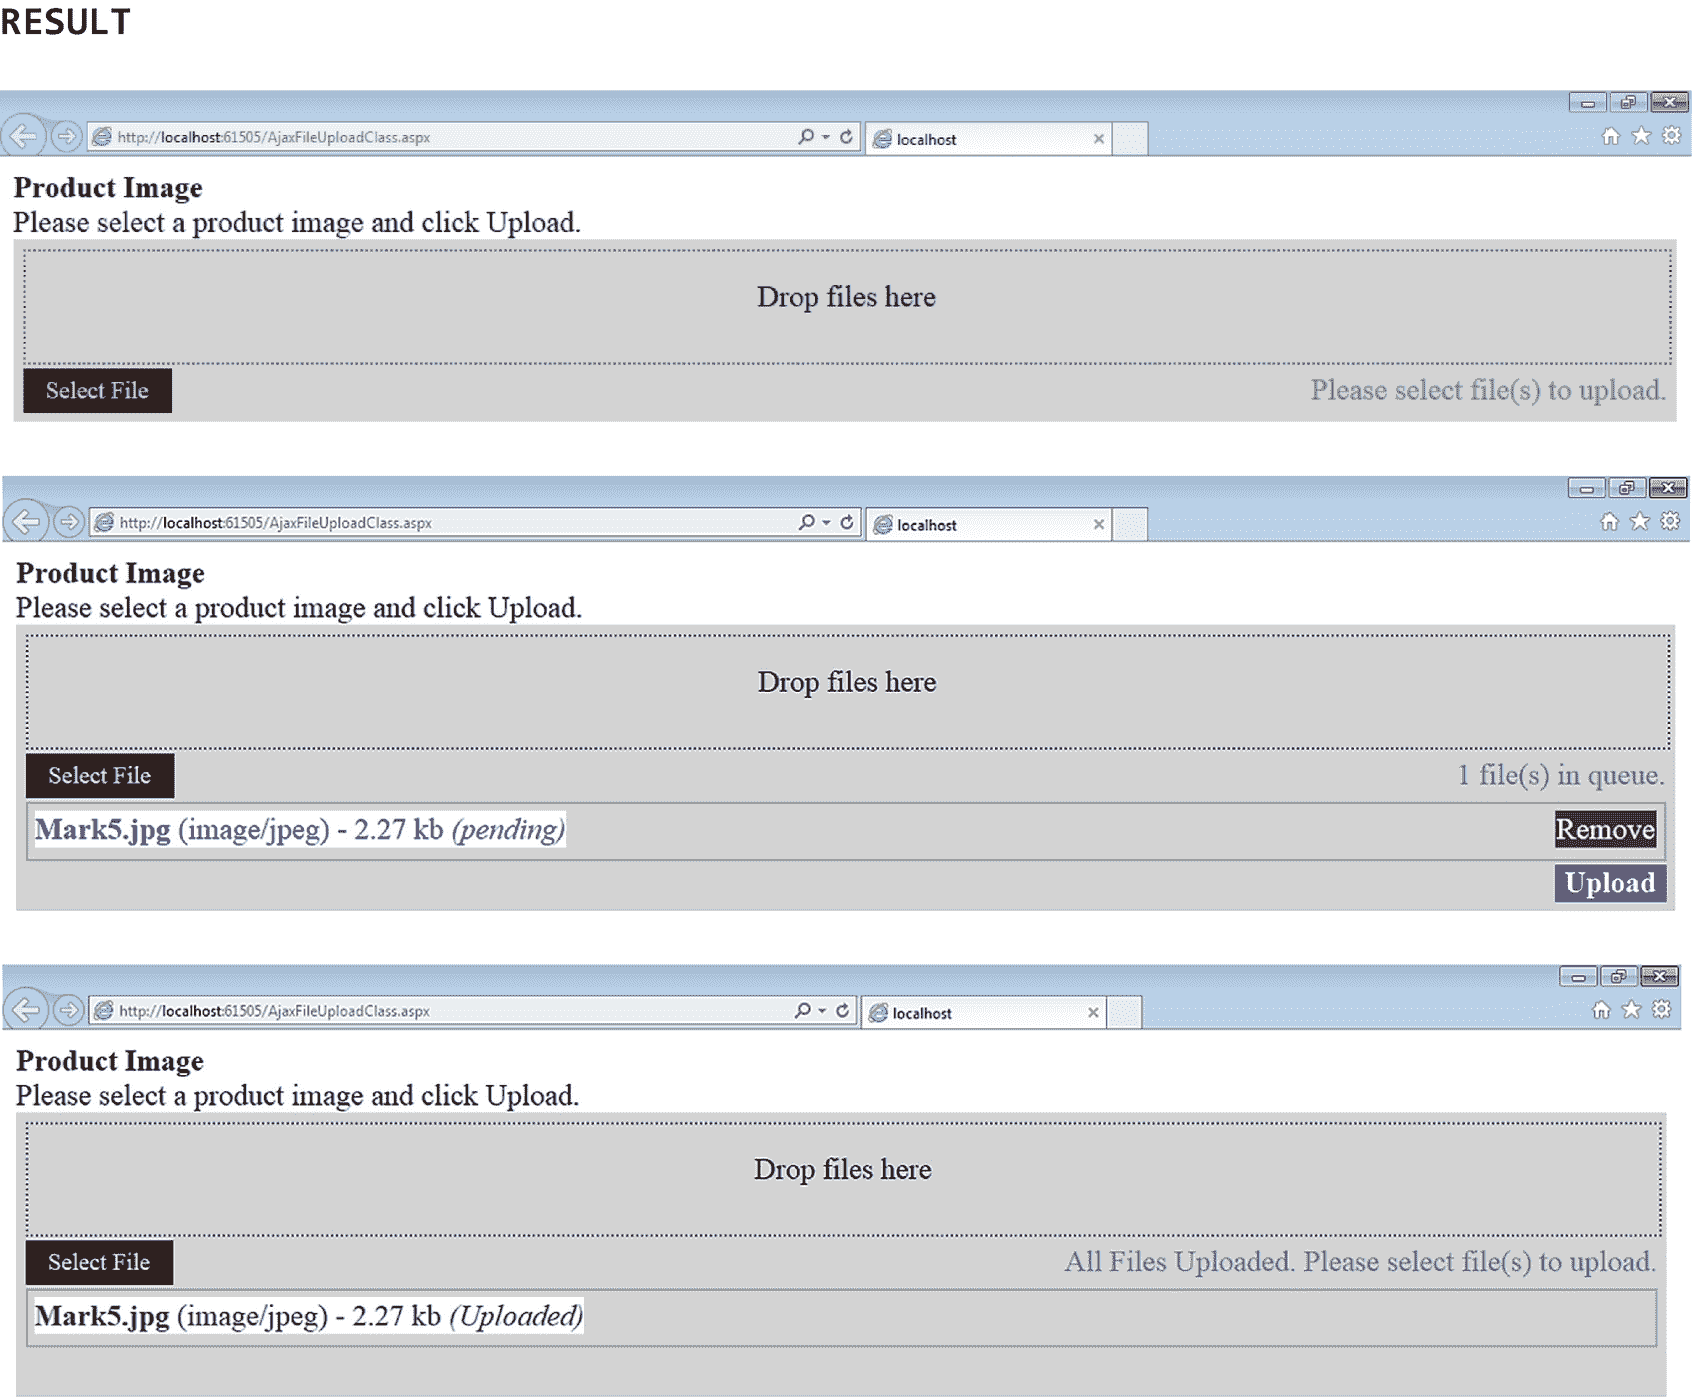 RESULT
http://localhost:61505/AjaxFileUploadClass.aspx localhost
Product Image
Please select a product image and click Upload.
Drop files here
Select File Please select file(s) to upload.
http://localhost:61505/AjaxFileUploadClass.aspx localhost
Product Image
Please select a product image and click Upload.
Drop files here
Select File 1 file(s) in queue.
Mark5.jpg (image/jpeg) - 2.27 kb (pending) Remove
Upload
http://localhost:61505/AjaxFileUploadClass.aspx localhost
Product Image
Please select a product image and click Upload.
Drop files here
Select File All Files Uploaded. Please select file(s) to upload.
Mark5.jpg (image/jpeg) - 2.27 kb (Uploaded)